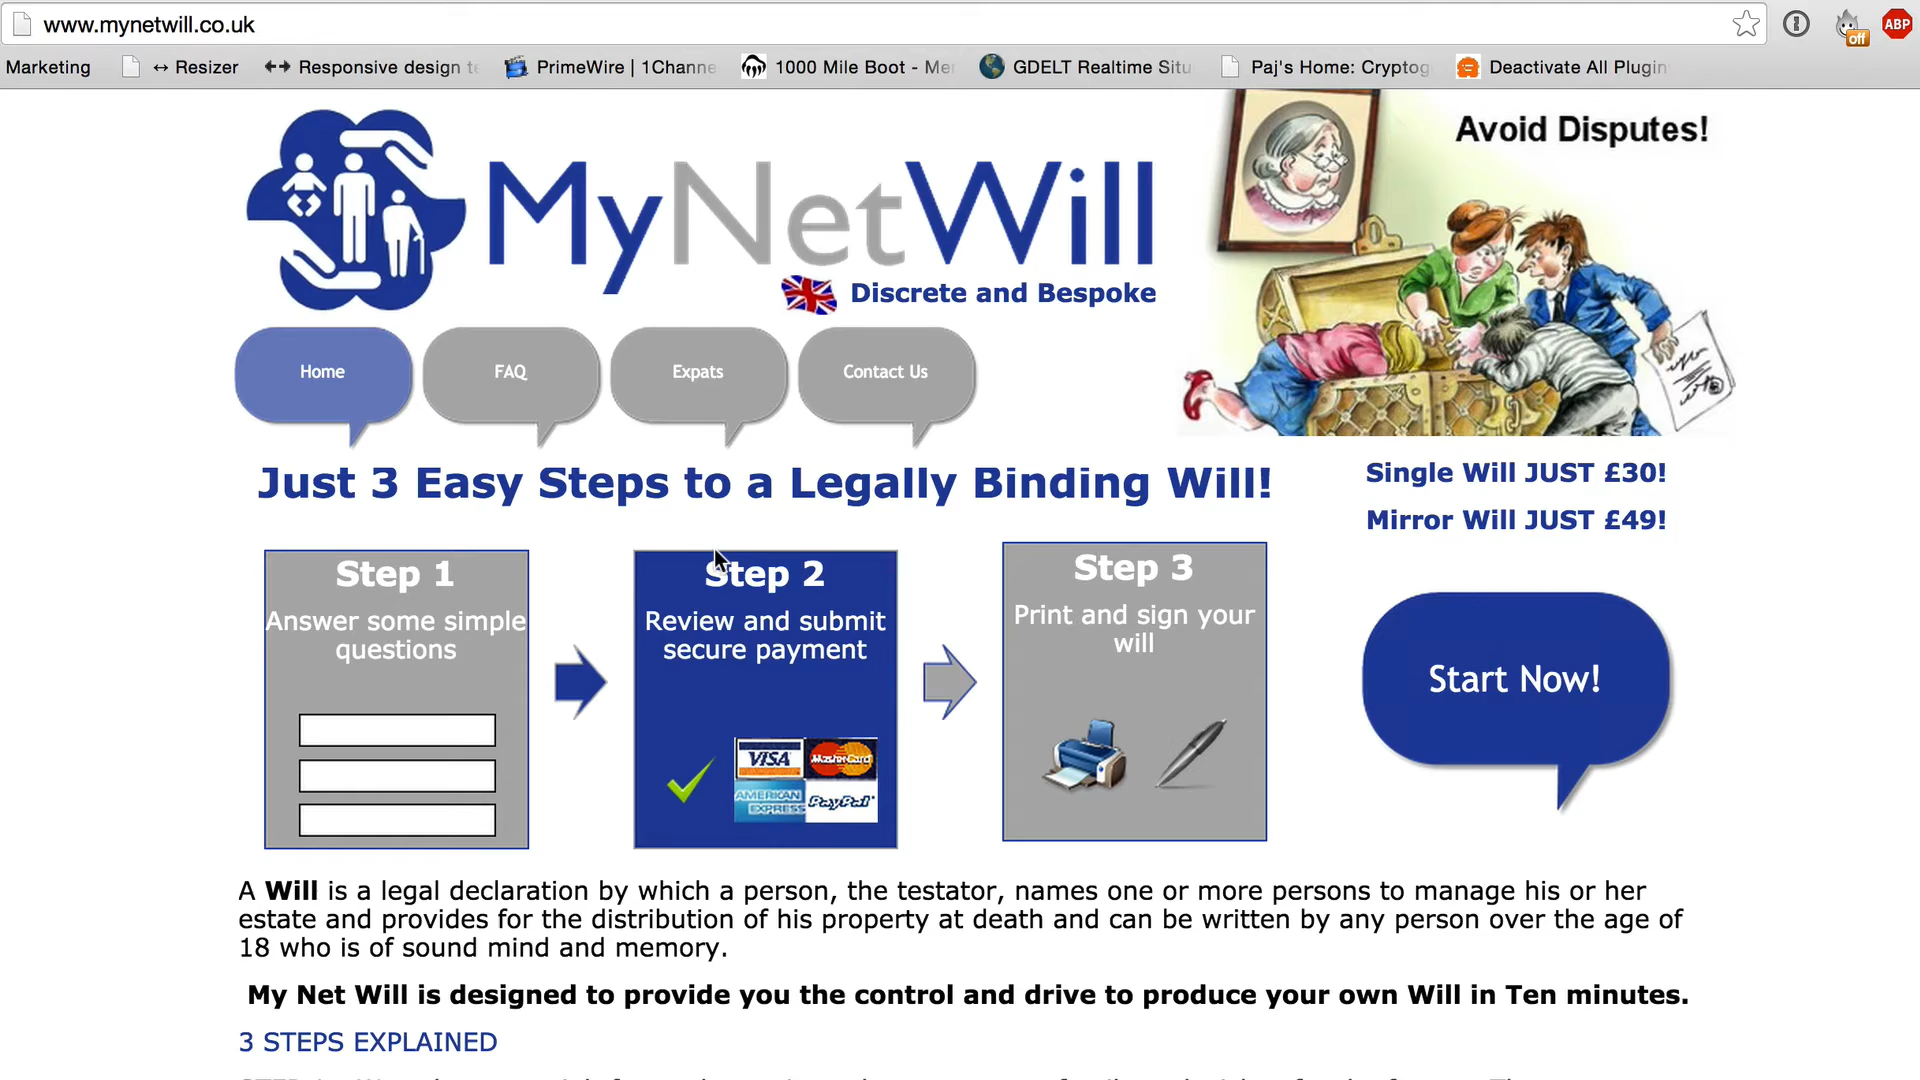 www.mynetwill.co.uk
ABP
off
Marketing
↔ Resizer
Responsive design
PrimeWire | 1Channe
1000 Mile Boot - Me
GDELT Realtime Situ
Paj's Home: Cryptog
Deactivate All Plugin
Avoid Disputes!
MyNetWill
Discrete and Bespoke
Home
FAQ
Expats
Contact Us
Just 3 Easy Steps to a Legally Binding Will!
Single Will JUST £30!
Mirror Will JUST £49!
Step 1
Answer some simple
questions
Step 2
Review and submit
secure payment
VISA
MasterCard
AMERICAN
EXPRESS
PayPal
Step 3
Print and sign your
will
Start Now!
A Will is a legal declaration by which a person, the testator, names one or more persons to manage his or her
estate and provides for the distribution of his property at death and can be written by any person over the age of
18 who is of sound mind and memory.
My Net Will is designed to provide you the control and drive to produce your own Will in Ten minutes.
3 STEPS EXPLAINED